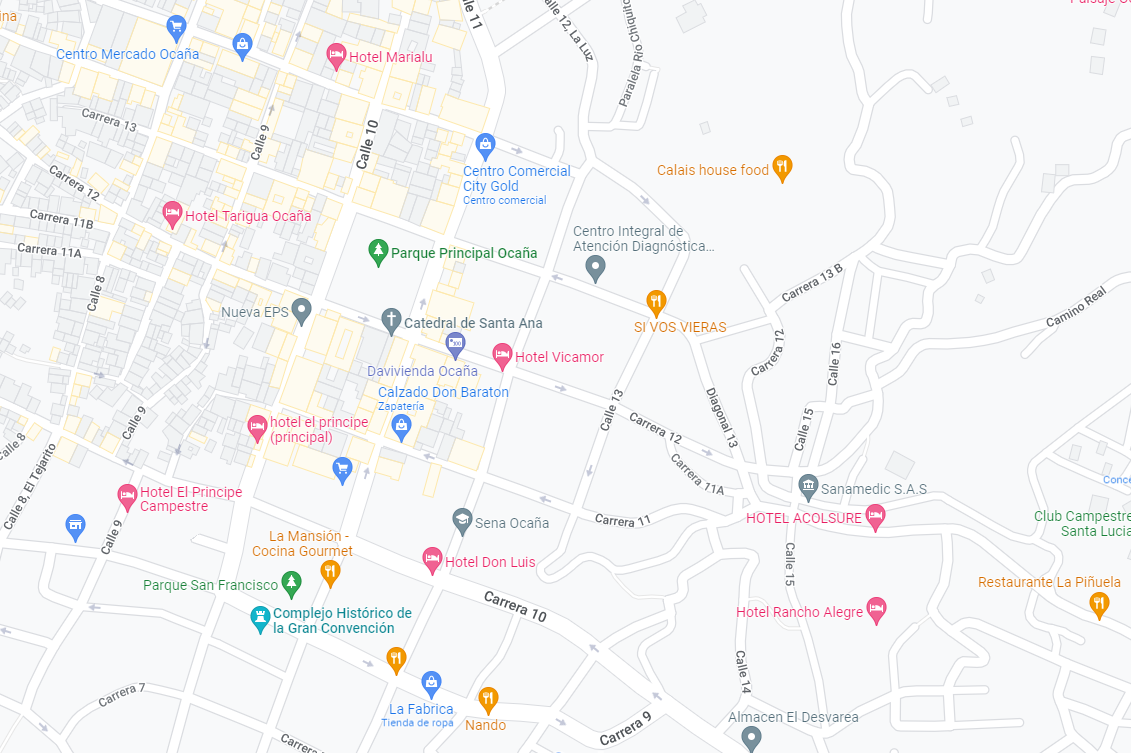 lle 11
Calle 12, La Luz
Paralela Río Chiquito
ina
Centro Mercado Ocaña
Hotel Marialu
Carrera 13
Calle 9
Calle 10
Centro Comercial
City Gold
Centro comercial
Calais house food
Carrera 12
Hotel Tarigua Ocaña
Carrera 11B
Carrera 11A
Calle 8
Parque Principal Ocaña
Centro Integral de
Atención Diagnóstica...
Carrera 13 B
Camino Real
Nueva EPS
Catedral de Santa Ana
SI VOS VIERAS
Davivienda Ocaña
Hotel Vicamor
Carrera 12
Calle 16
Calzado Don Baraton
Zapatería
Calle 13
Diagonal 13
Calle 15
hotel el principe
(principal)
Calle 9
Calle 8
Carrera 12
Carrera 11A
Calle 8, El Tejarito
Hotel El Principe
Campestre
Calle 9
Sanamedic S.A.S
Conce
HOTEL ACOLSURE
Club Campestre
Santa Lucia
Carrera 11
Sena Ocaña
La Mansión -
Cocina Gourmet
Hotel Don Luis
Calle 15
Parque San Francisco
Restaurante La Piñuela
Complejo Histórico de
la Gran Convención
Carrera 10
Hotel Rancho Alegre
Calle 14
Carrera 7
La Fabrica
Tienda de ropa
Nando
Carrera 9
Almacen El Desvarea
Carrera